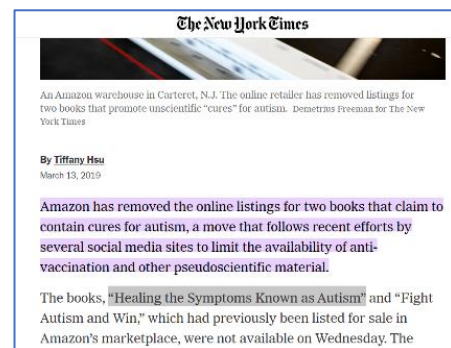 The New York Times
An Amazon warehouse in Carteret, N.J. The online retailer has removed listings for
two books that promote unscientific “cures” for autism. Demetrius Freeman for The New
York Times
By Tiffany Hsu
March 13, 2019
Amazon has removed the online listings for two books that claim to
contain cures for autism, a move that follows recent efforts by
several social media sites to limit the availability of anti-
vaccination and other pseudoscientific material.
The books, “Healing the Symptoms Known as Autism” and “Fight
Autism and Win,” which had previously been listed for sale in
Amazon’s marketplace, were not available on Wednesday. The